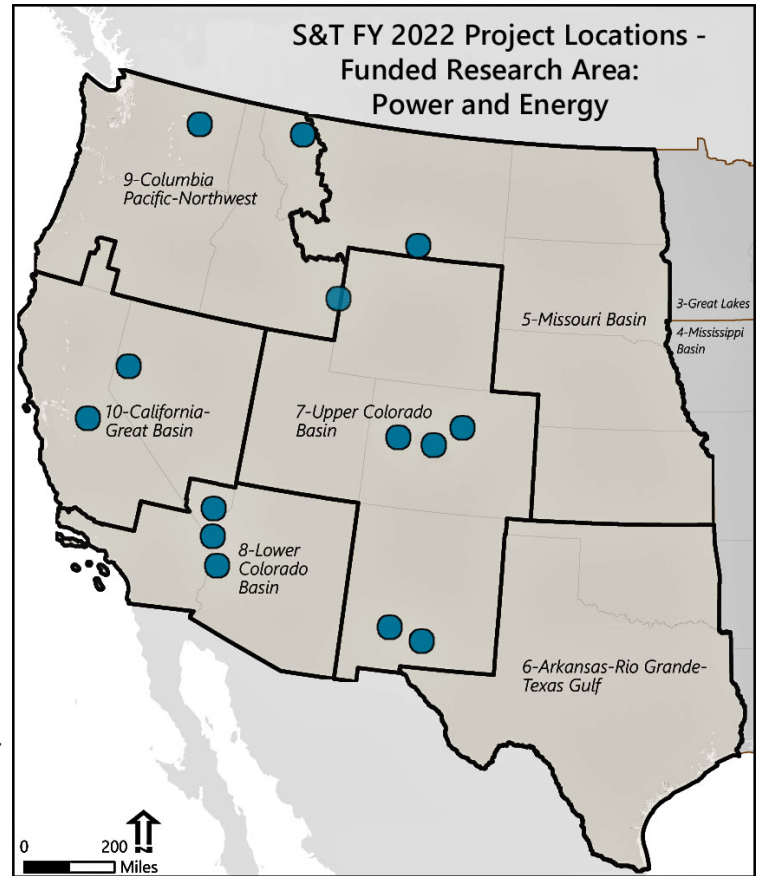 S&T FY 2022 Project Locations -
Funded Research Area:
Power and Energy
9-Columbia
Pacific-Northwest
3-Great Lakes
5-Missouri Basin
4-Mississippi
Basin
10-California-
Great Basin
7-Upper Colorado
Basin
8-Lower
Colorado
Basin
6-Arkansas-Rio Grande-
Texas Gulf
N
0 200
Miles